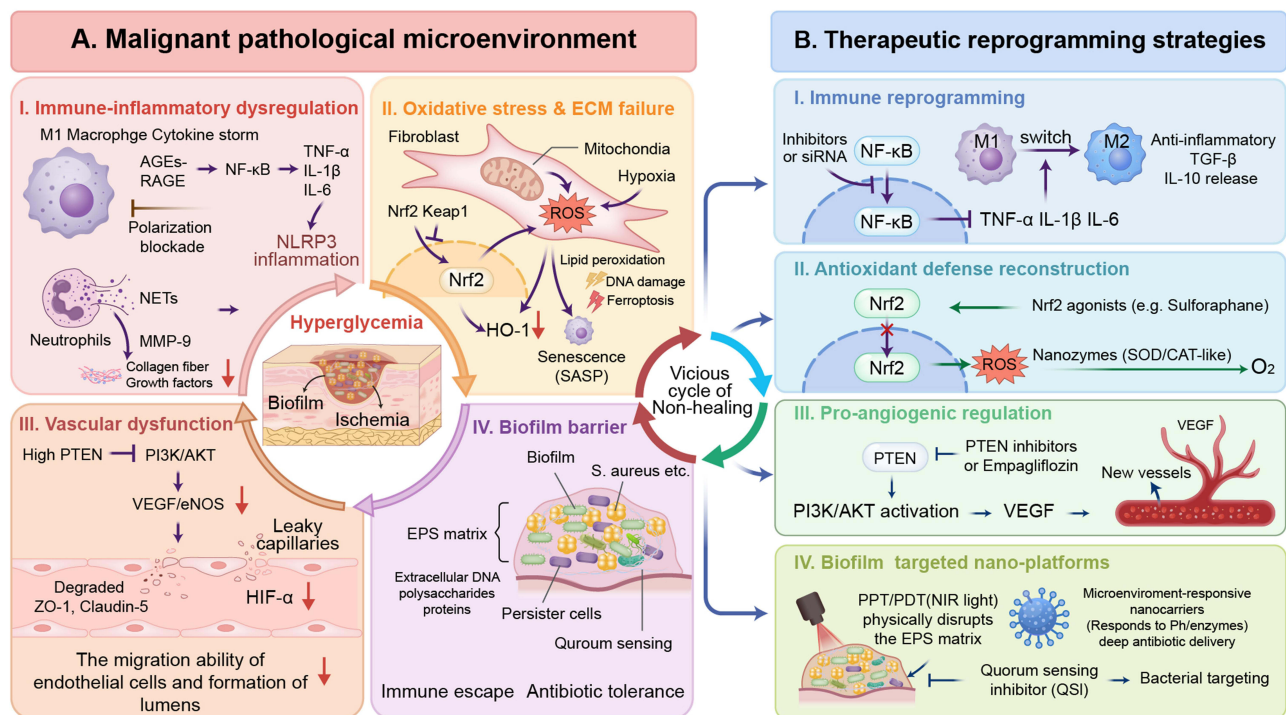 A. Malignant pathological microenvironment
I. Immune-inflammatory dysregulation
M1 Macrophge Cytokine storm
AGEs-
RAGE
NF-κB
TNF-α
IL-1β
IL-6
Polarization
blockade
NLRP3
inflammation
NETs
Neutrophils
MMP-9
Collagen fiber
Growth factors
II. Oxidative stress & ECM failure
Fibroblast
Mitochondia
Hypoxia
ROS
Nrf2 Keap1
Nrf2
Lipid peroxidation
DNA damage
Ferroptosis
HO-1
Senescence
(SASP)
Hyperglycemia
Biofilm
Ischemia
III. Vascular dysfunction
High PTEN
PI3K/AKT
VEGF/eNOS
Leaky
capillaries
Degraded
ZO-1, Claudin-5
HIF-α
The migration ability of
endothelial cells and formation of
lumens
IV. Biofilm barrier
Biofilm
S. aureus etc.
EPS matrix
Extracellular DNA
polysaccharides
proteins
Persister cells
Quroum sensing
Immune escape Antibiotic tolerance
Vicious
cycle of
Non-healing
B. Therapeutic reprogramming strategies
I. Immune reprogramming
Inhibitors
or siRNA
NF-κB
NF-κB
M1
switch
M2
Anti-inflammatory
TGF-β
IL-10 release
TNF-α IL-1β IL-6
II. Antioxidant defense reconstruction
Nrf2
Nrf2 agonists (e.g. Sulforaphane)
Nrf2
ROS
Nanozymes (SOD/CAT-like)
O2
III. Pro-angiogenic regulation
PTEN
PTEN inhibitors
or Empagliflozin
PI3K/AKT activation
VEGF
New vessels
VEGF
IV. Biofilm targeted nano-platforms
PPT/PDT(NIR light)
physically disrupts
the EPS matrix
Microenviroment-responsive
nanocarriers
(Responds to Ph/enzymes)
deep antibiotic delivery
Quorum sensing
inhibitor (QSI)
Bacterial targeting